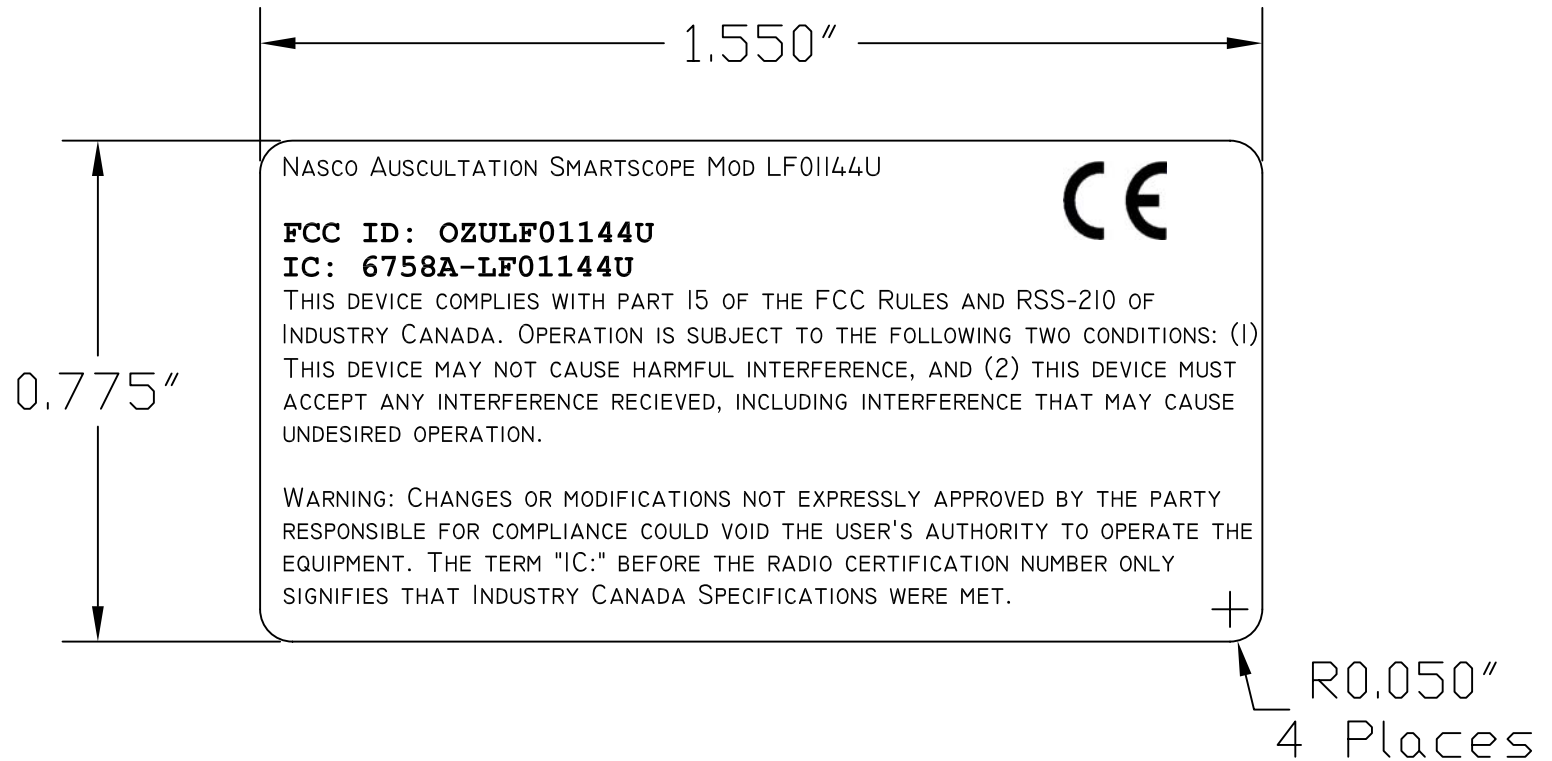 1.550"
NASCO AUSCULTATION SMARTSCOPE MOD LF01144U
CE
FCC ID: OZULF01144U
IC: 6758A-LF01144U
THIS DEVICE COMPLIES WITH PART 15 OF THE FCC RULES AND RSS-210 OF
INDUSTRY CANADA. OPERATION IS SUBJECT TO THE FOLLOWING TWO CONDITIONS: (1)
THIS DEVICE MAY NOT CAUSE HARMFUL INTERFERENCE, AND (2) THIS DEVICE MUST
ACCEPT ANY INTERFERENCE RECIEVED, INCLUDING INTERFERENCE THAT MAY CAUSE
UNDESIRED OPERATION.
0.775"
WARNING: CHANGES OR MODIFICATIONS NOT EXPRESSLY APPROVED BY THE PARTY
RESPONSIBLE FOR COMPLIANCE COULD VOID THE USER'S AUTHORITY TO OPERATE THE
EQUIPMENT. THE TERM "IC:" BEFORE THE RADIO CERTIFICATION NUMBER ONLY
SIGNIFIES THAT INDUSTRY CANADA SPECIFICATIONS WERE MET.
R0.050"
4 Places